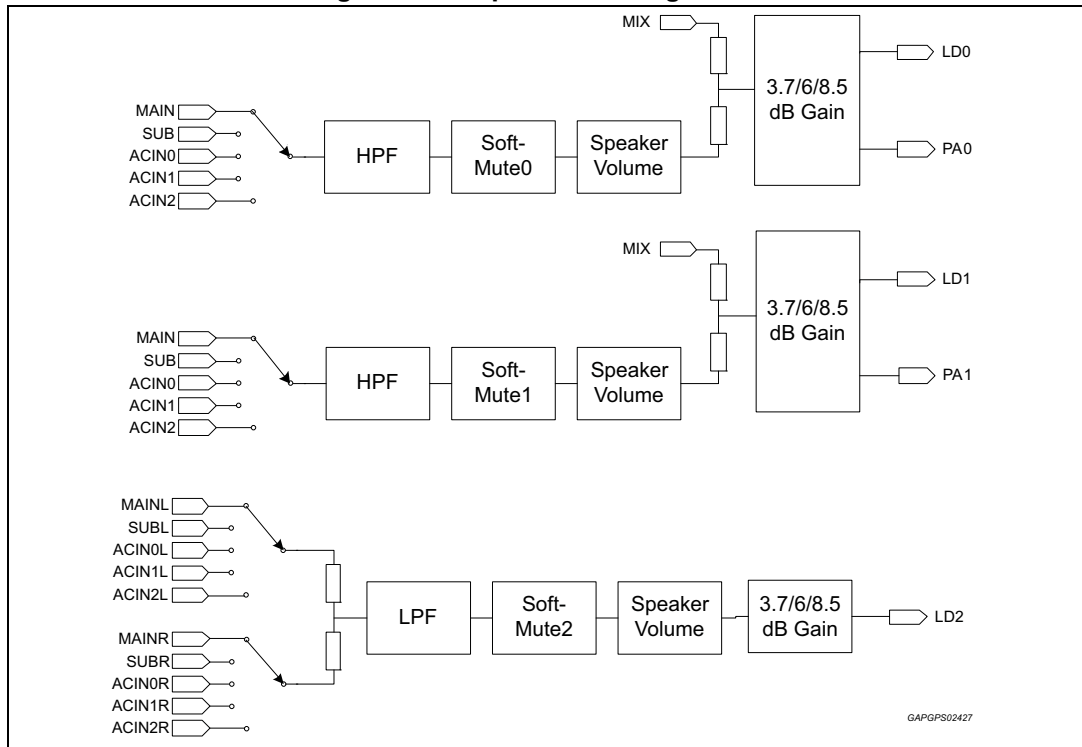 MIX
LD0
3.7/6/8.5
dB Gain
PA0
MAIN
SUB
ACIN0
ACIN1
ACIN2
HPF
Soft-
Mute0
Speaker
Volume
MIX
LD1
3.7/6/8.5
dB Gain
PA1
MAIN
SUB
ACIN0
ACIN1
ACIN2
HPF
Soft-
Mute1
Speaker
Volume
MAINL
SUBL
ACIN0L
ACIN1L
ACIN2L
MAINR
SUBR
ACIN0R
ACIN1R
ACIN2R
LPF
Soft-
Mute2
Speaker
Volume
3.7/6/8.5
dB Gain
LD2
GAPGPS02427